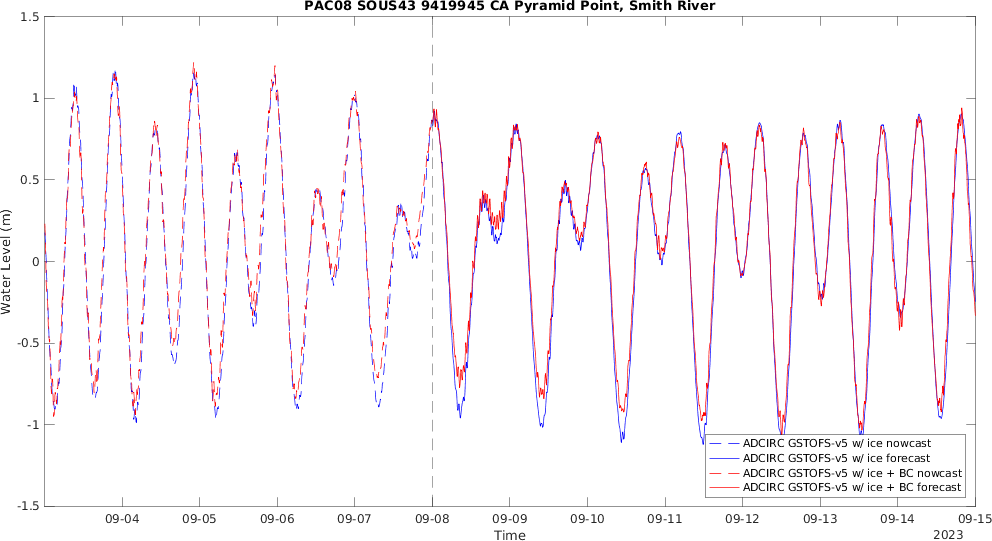 PAC08 SOUS43 9419945 CA Pyramid Point, Smith River
1.5
1
0.5
0
-0.5
-1
-1.5
Water Level (m)
09-04 09-05 09-06 09-07 09-08 09-09 09-10 09-11 09-12 09-13 09-14 09-15
Time
2023
ADCIRC GSTOFS-v5 w/ ice nowcast
ADCIRC GSTOFS-v5 w/ ice forecast
ADCIRC GSTOFS-v5 w/ ice + BC nowcast
ADCIRC GSTOFS-v5 w/ ice + BC forecast